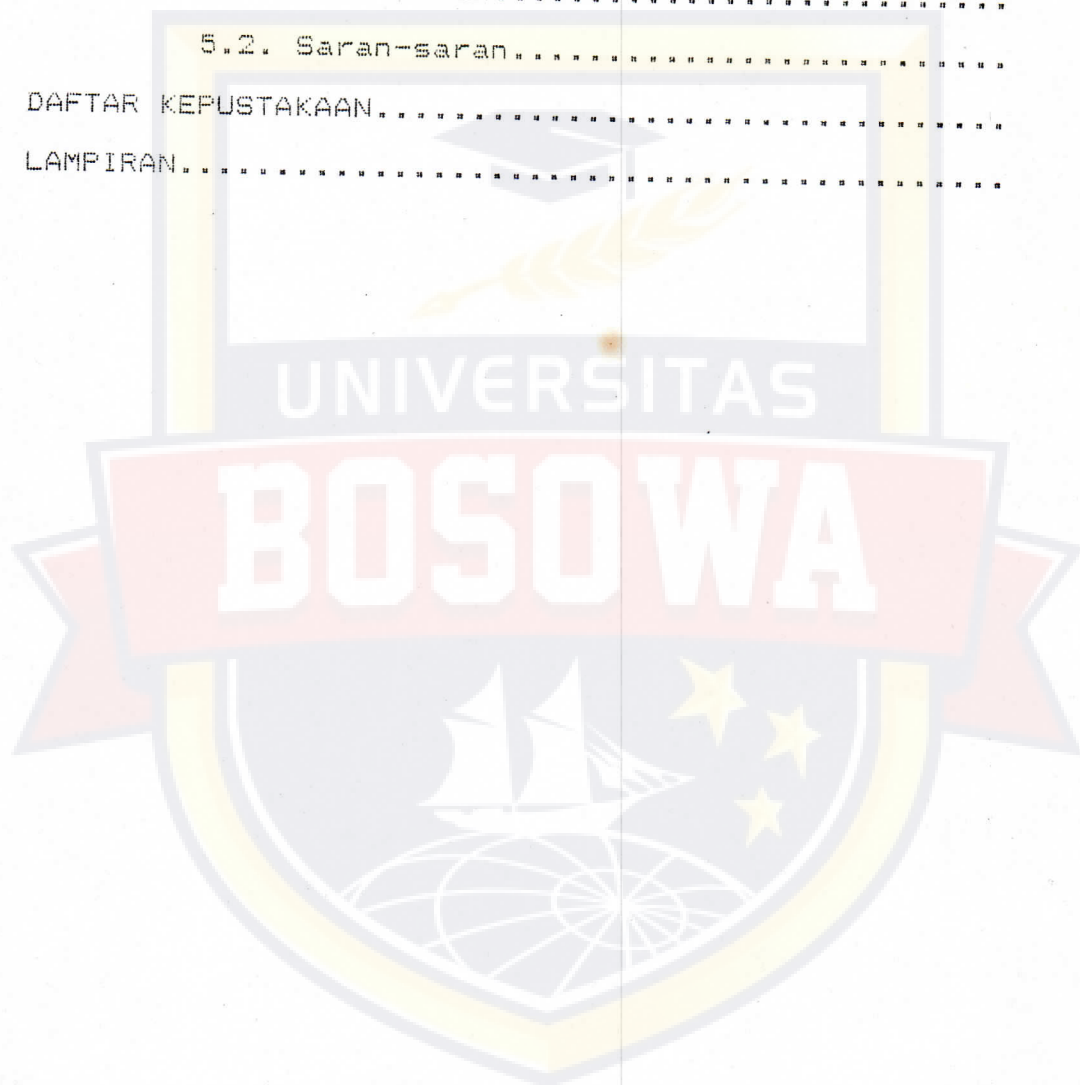 5.2. Saran-saran..................................
DAFTAR KEPUSTAKAAN.................................
LAMPIRAN...........................................
UNIVERSITAS
BOSOWA